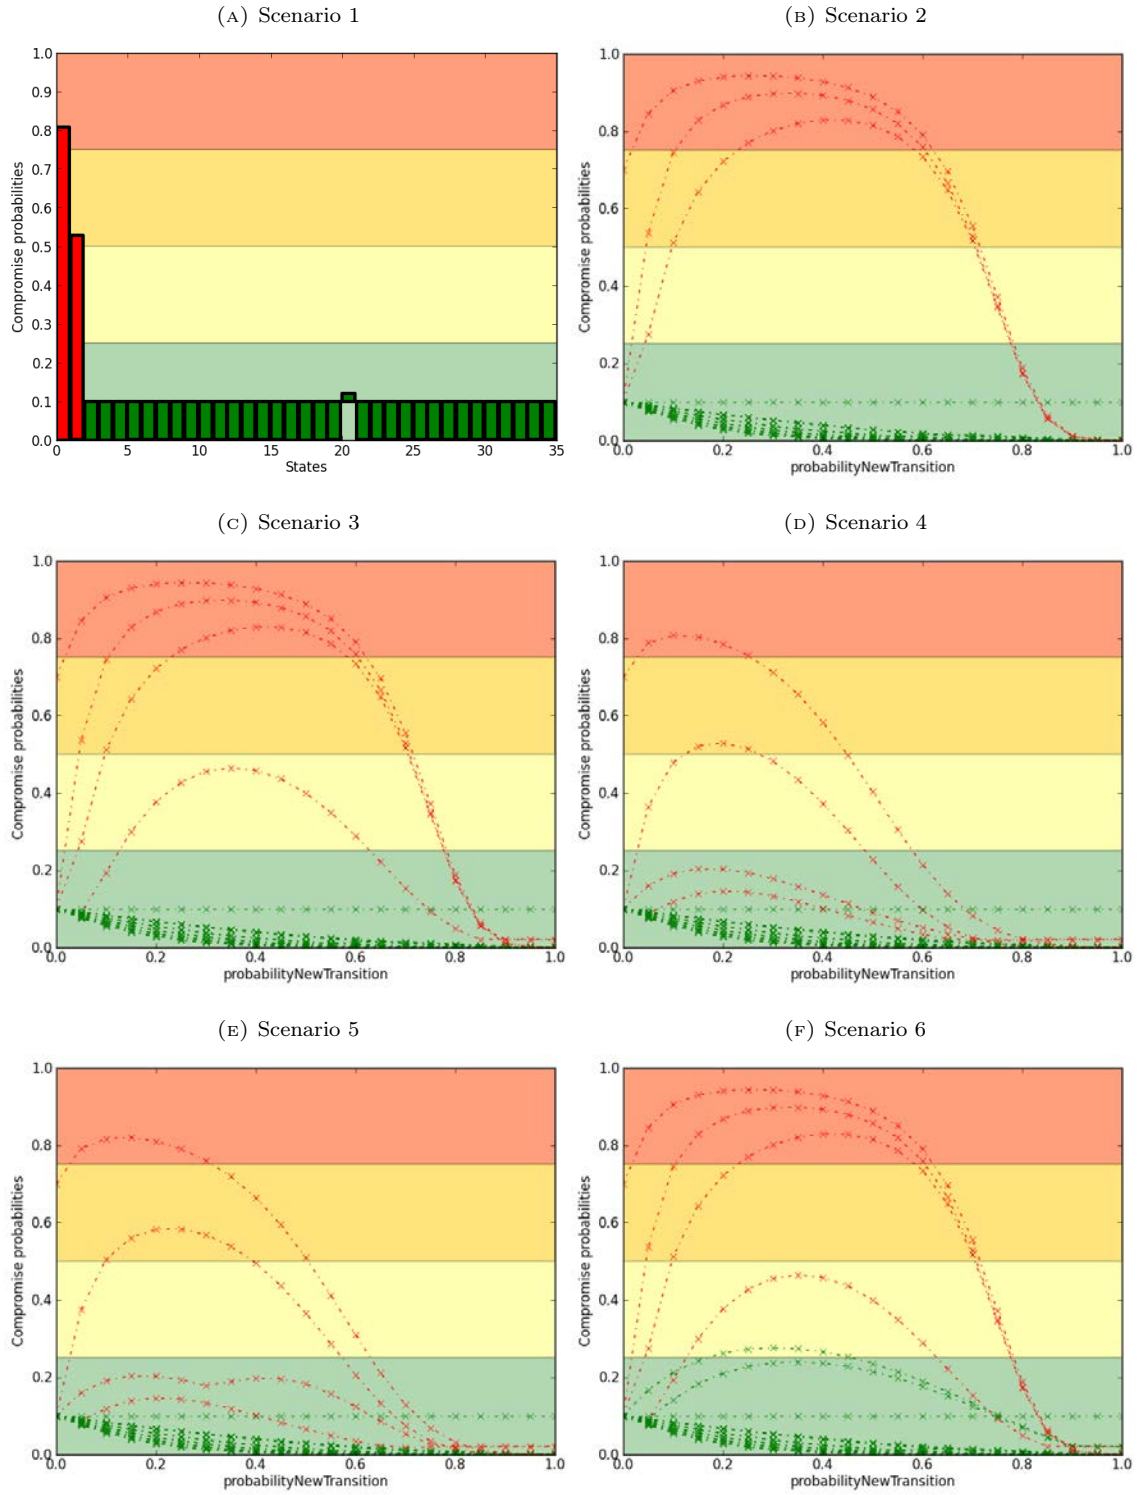 (A) Scenario 1
(B) Scenario 2
1.0
0.9
0.8
0.7
0.6
0.5
0.4
0.3
0.2
0.1
0.0
Compromise probabilities
0 5 10 15 20 25 30 35
States
1.0
0.8
0.6
0.4
0.2
0.0
Compromise probabilities
0.0 0.2 0.4 0.6 0.8 1.0
probabilityNewTransition
(C) Scenario 3
(D) Scenario 4
1.0
0.8
0.6
0.4
0.2
0.0
Compromise probabilities
0.0 0.2 0.4 0.6 0.8 1.0
probabilityNewTransition
1.0
0.8
0.6
0.4
0.2
0.0
Compromise probabilities
0.0 0.2 0.4 0.6 0.8 1.0
probabilityNewTransition
(E) Scenario 5
(F) Scenario 6
1.0
0.8
0.6
0.4
0.2
0.0
Compromise probabilities
0.0 0.2 0.4 0.6 0.8 1.0
probabilityNewTransition
1.0
0.8
0.6
0.4
0.2
0.0
Compromise probabilities
0.0 0.2 0.4 0.6 0.8 1.0
probabilityNewTransition